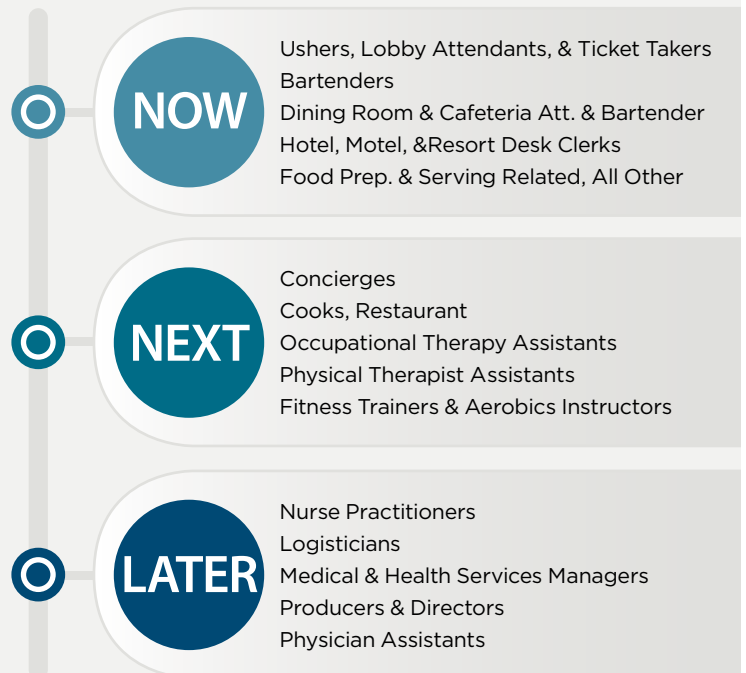 NOW
Ushers, Lobby Attendants, & Ticket Takers
Bartenders
Dining Room & Cafeteria Att. & Bartender
Hotel, Motel, &Resort Desk Clerks
Food Prep. & Serving Related, All Other
NEXT
Concierges
Cooks, Restaurant
Occupational Therapy Assistants
Physical Therapist Assistants
Fitness Trainers & Aerobics Instructors
LATER
Nurse Practitioners
Logisticians
Medical & Health Services Managers
Producers & Directors
Physician Assistants